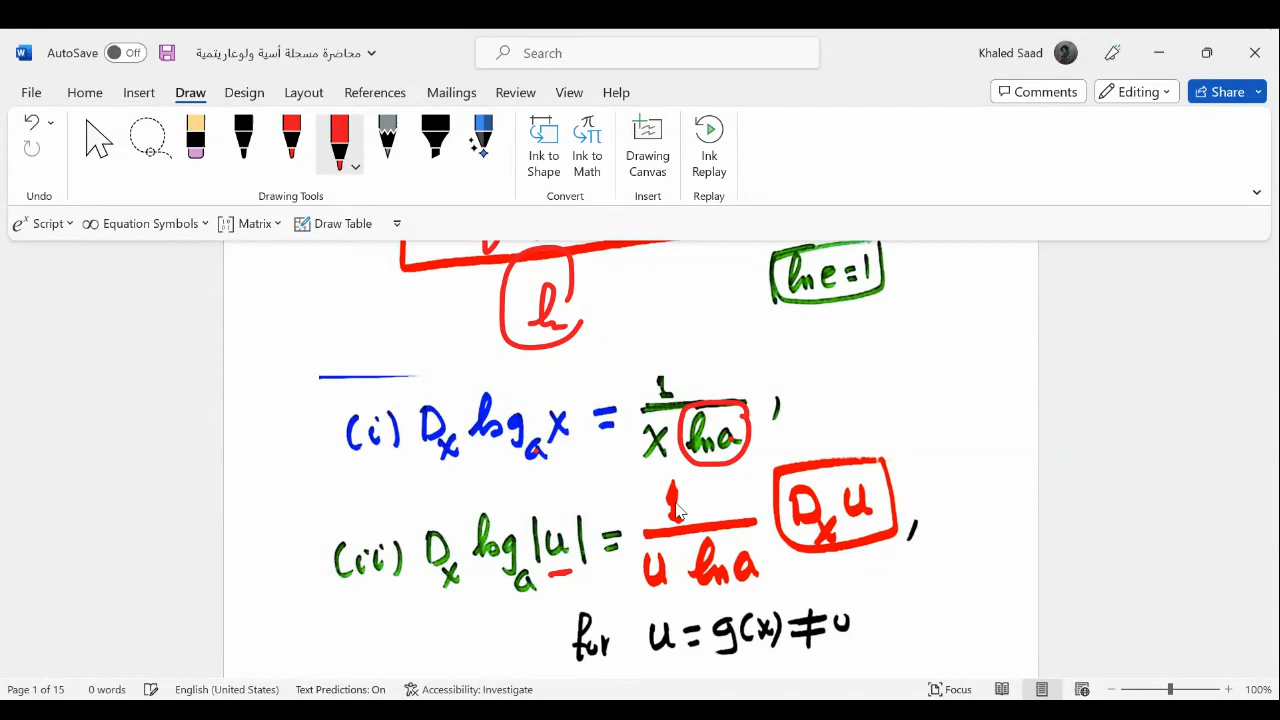 AutoSave Off محاضرة مسجلة أسية ولوغاريتمية Search Khaled Saad
File Home Insert Draw Design Layout References Mailings Review View Help Comments Editing Share
Undo
Ink to Shape
Ink to Math
Drawing Canvas
Ink Replay
Drawing Tools Convert Insert Replay
eˣ Script ∞ Equation Symbols Matrix Draw Table
ln e = 1
(i) Dₓ logₐ x = 1 / (x ln a) ,
(ii) Dₓ logₐ |u| = 1 / (u ln a) Dₓ u ,
for u = g(x) ≠ 0
Page 1 of 15 0 words English (United States) Text Predictions: On Accessibility: Investigate Focus 100%